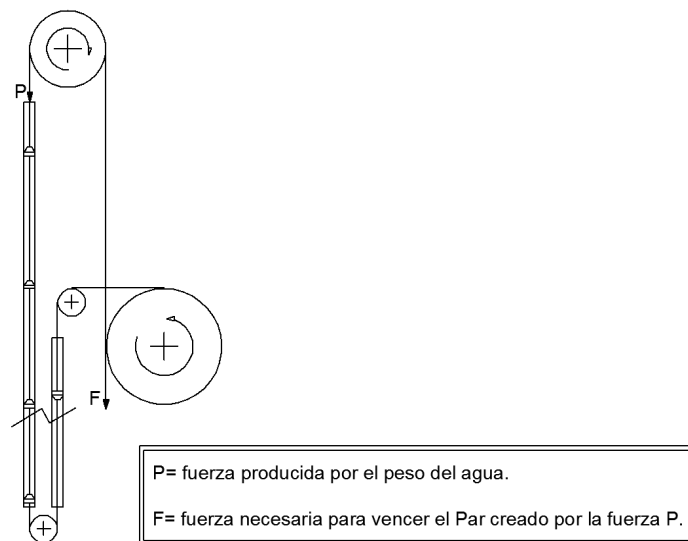 P
F
P= fuerza producida por el peso del agua.
F= fuerza necesaria para vencer el Par creado por la fuerza P.